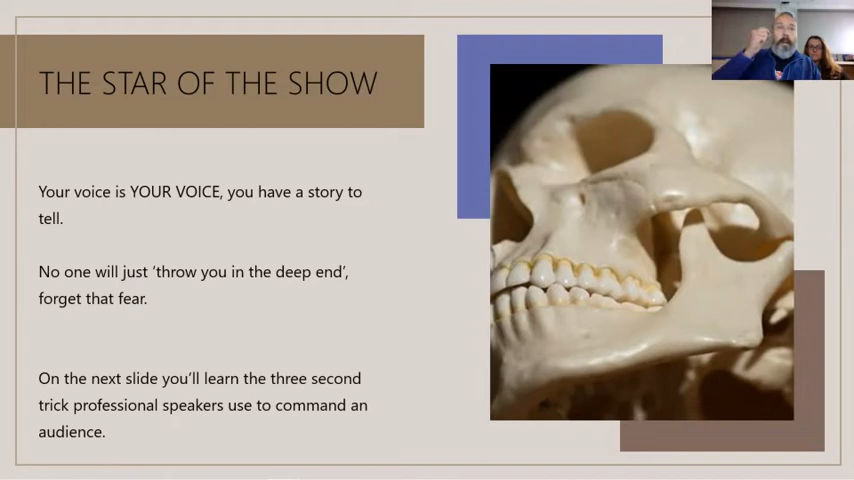 THE STAR OF THE SHOW
Your voice is YOUR VOICE, you have a story to
tell.
No one will just ‘throw you in the deep end’,
forget that fear.
On the next slide you’ll learn the three second
trick professional speakers use to command an
audience.